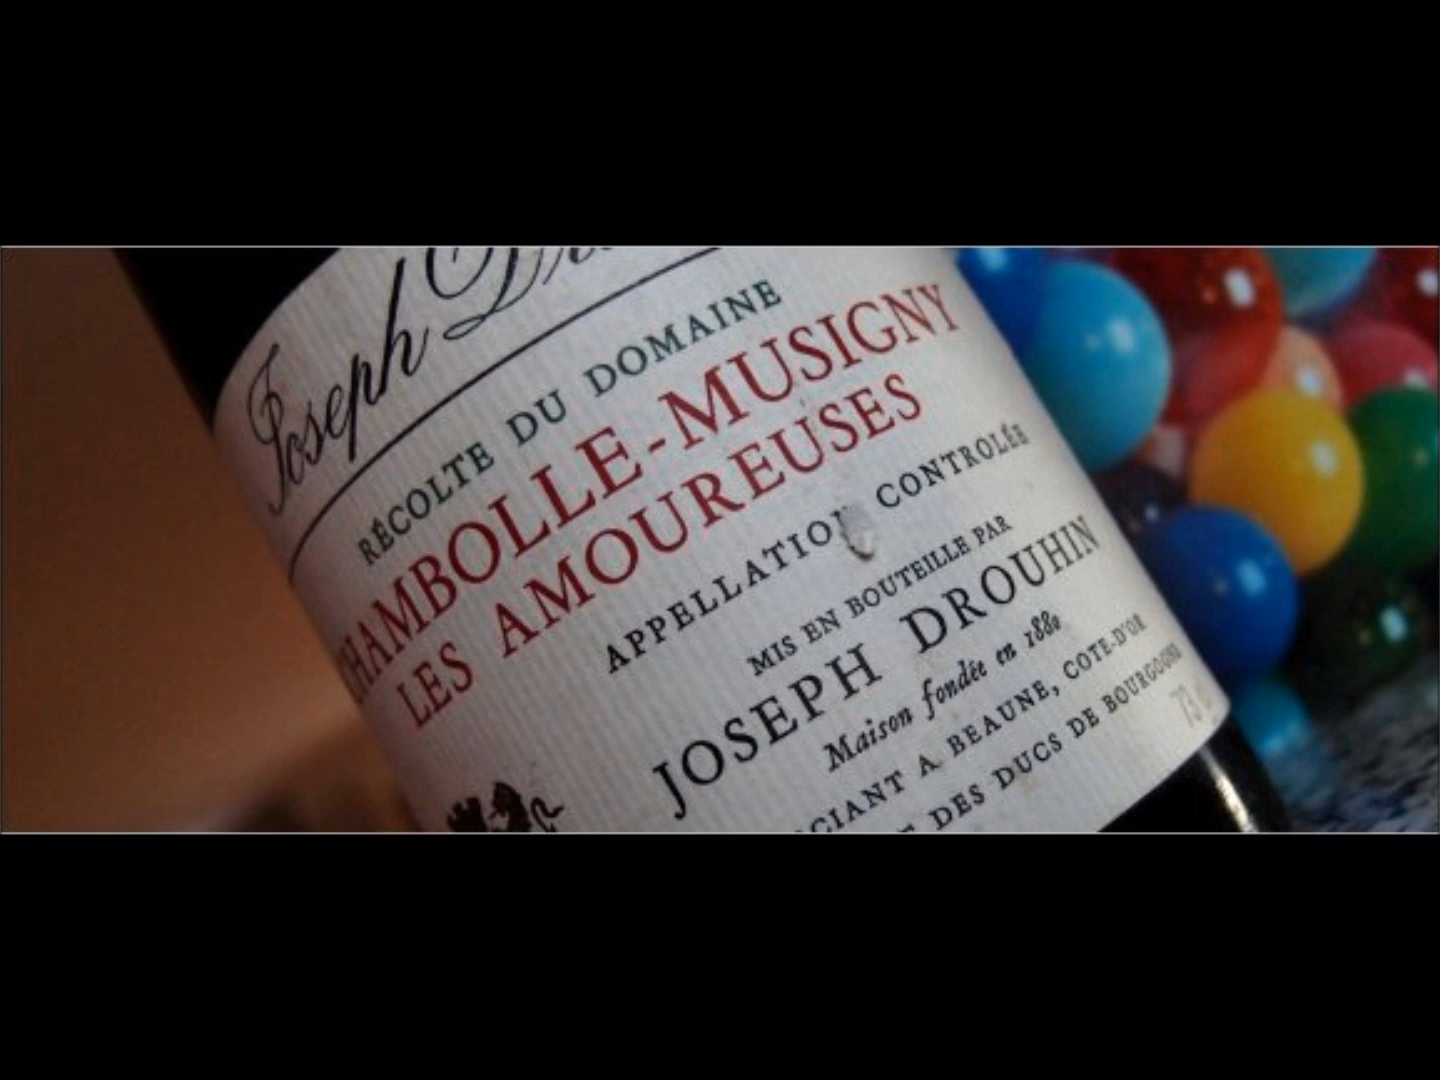 Joseph
RÉCOLTE DU DOMAINE
CHAMBOLLE-MUSIGNY
LES AMOUREUSES
APPELLATION CONTROLÉE
MIS EN BOUTEILLE PAR
JOSEPH DROUHIN
Maison fondée en 1880
A BEAUNE, COTE-D'OR
DES DUCS DE BOURGOGNE
73